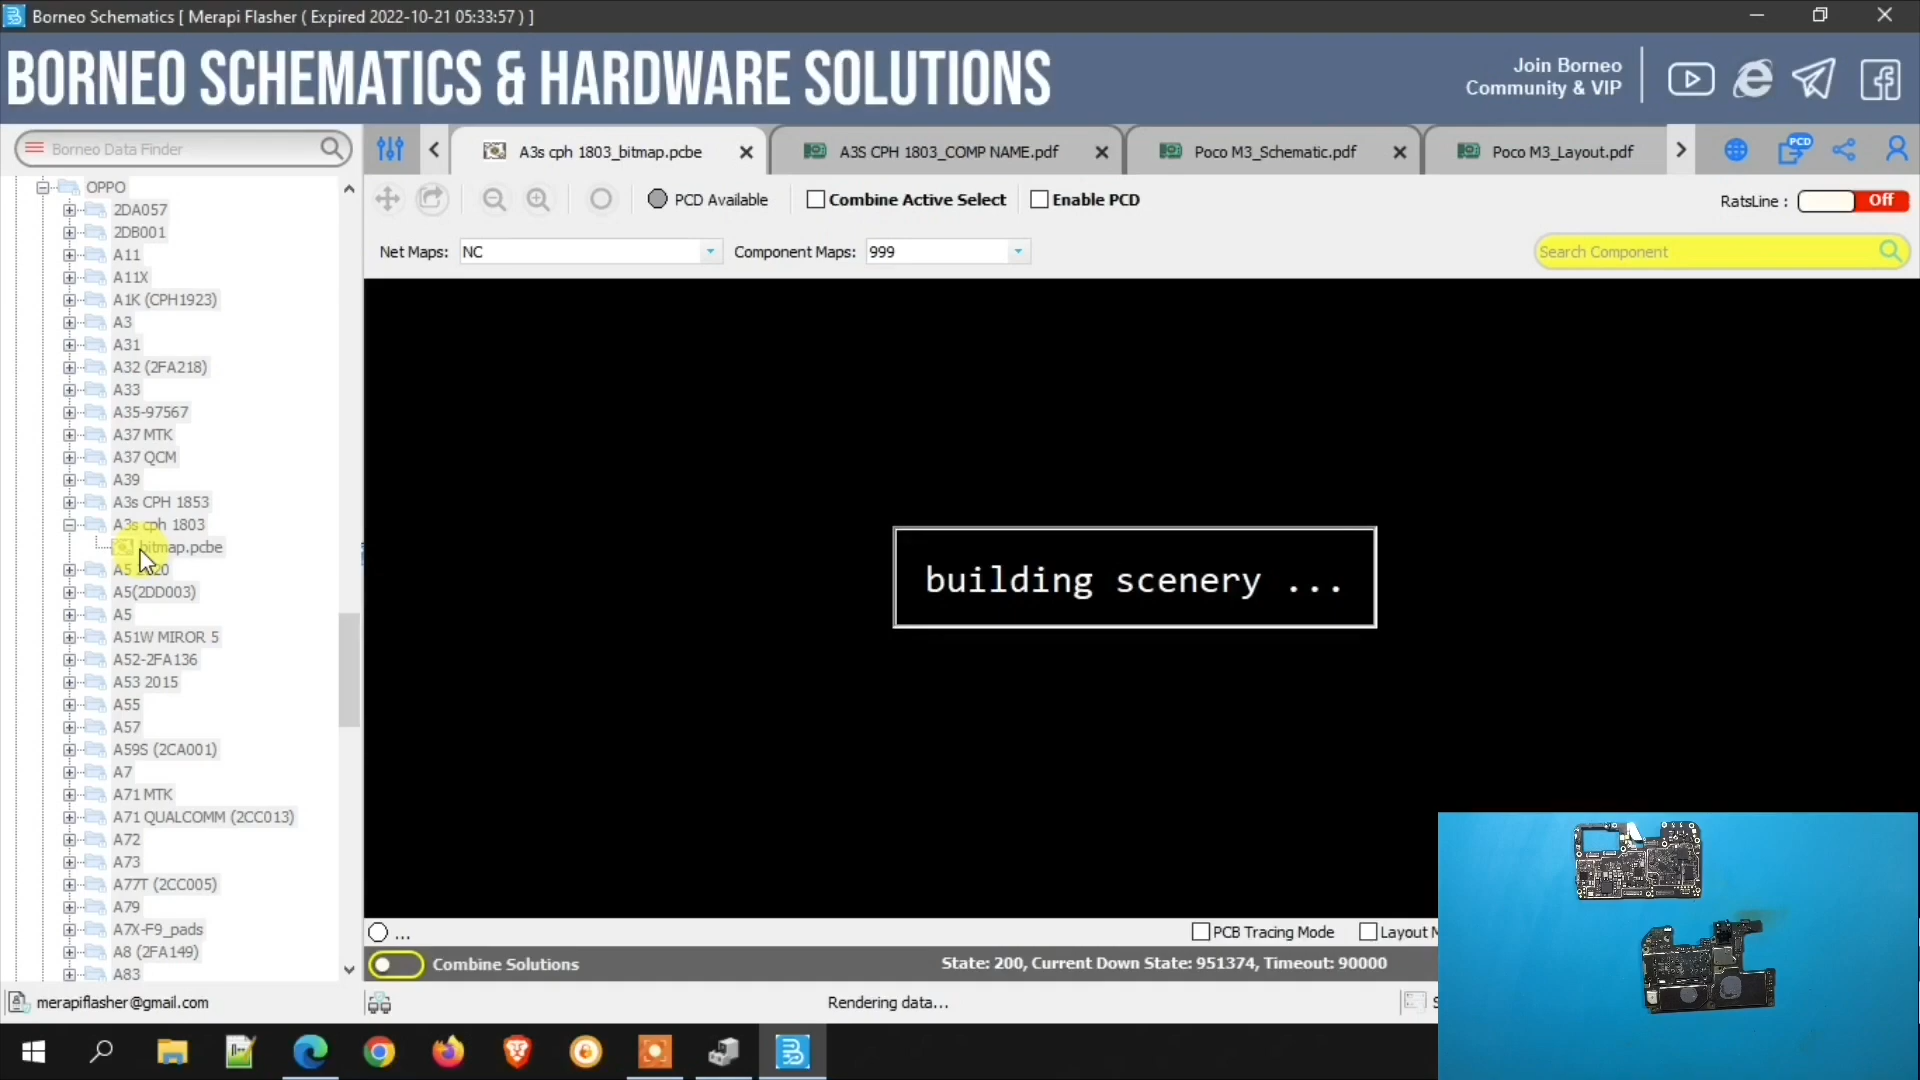 Borneo Schematics [ Merapi Flasher ( Expired 2022-10-21 05:33:57 ) ]
BORNEO SCHEMATICS & HARDWARE SOLUTIONS
Join Borneo
Community & VIP
Borneo Data Finder
A3s cph 1803_bitmap.pcbe
A3S CPH 1803_COMP NAME.pdf
Poco M3_Schematic.pdf
Poco M3_Layout.pdf
PCD
PCD Available
Combine Active Select
Enable PCD
RatsLine :
Off
Net Maps:
NC
Component Maps:
999
Search Component
OPPO
2DA057
2DB001
A11
A11X
A1K (CPH1923)
A3
A31
A32 (2FA218)
A33
A35-97567
A37 MTK
A37 QCM
A39
A3s CPH 1853
A3s cph 1803
bitmap.pcbe
A5 2020
A5(2DD003)
A5
A51W MIROR 5
A52-2FA136
A53 2015
A55
A57
A59S (2CA001)
A7
A71 MTK
A71 QUALCOMM (2CC013)
A72
A73
A77T (2CC005)
A79
A7X-F9_pads
A8 (2FA149)
A83
building scenery ...
...
PCB Tracing Mode
Layout M
Combine Solutions
State: 200, Current Down State: 951374, Timeout: 90000
merapiflasher@gmail.com
Rendering data...
S